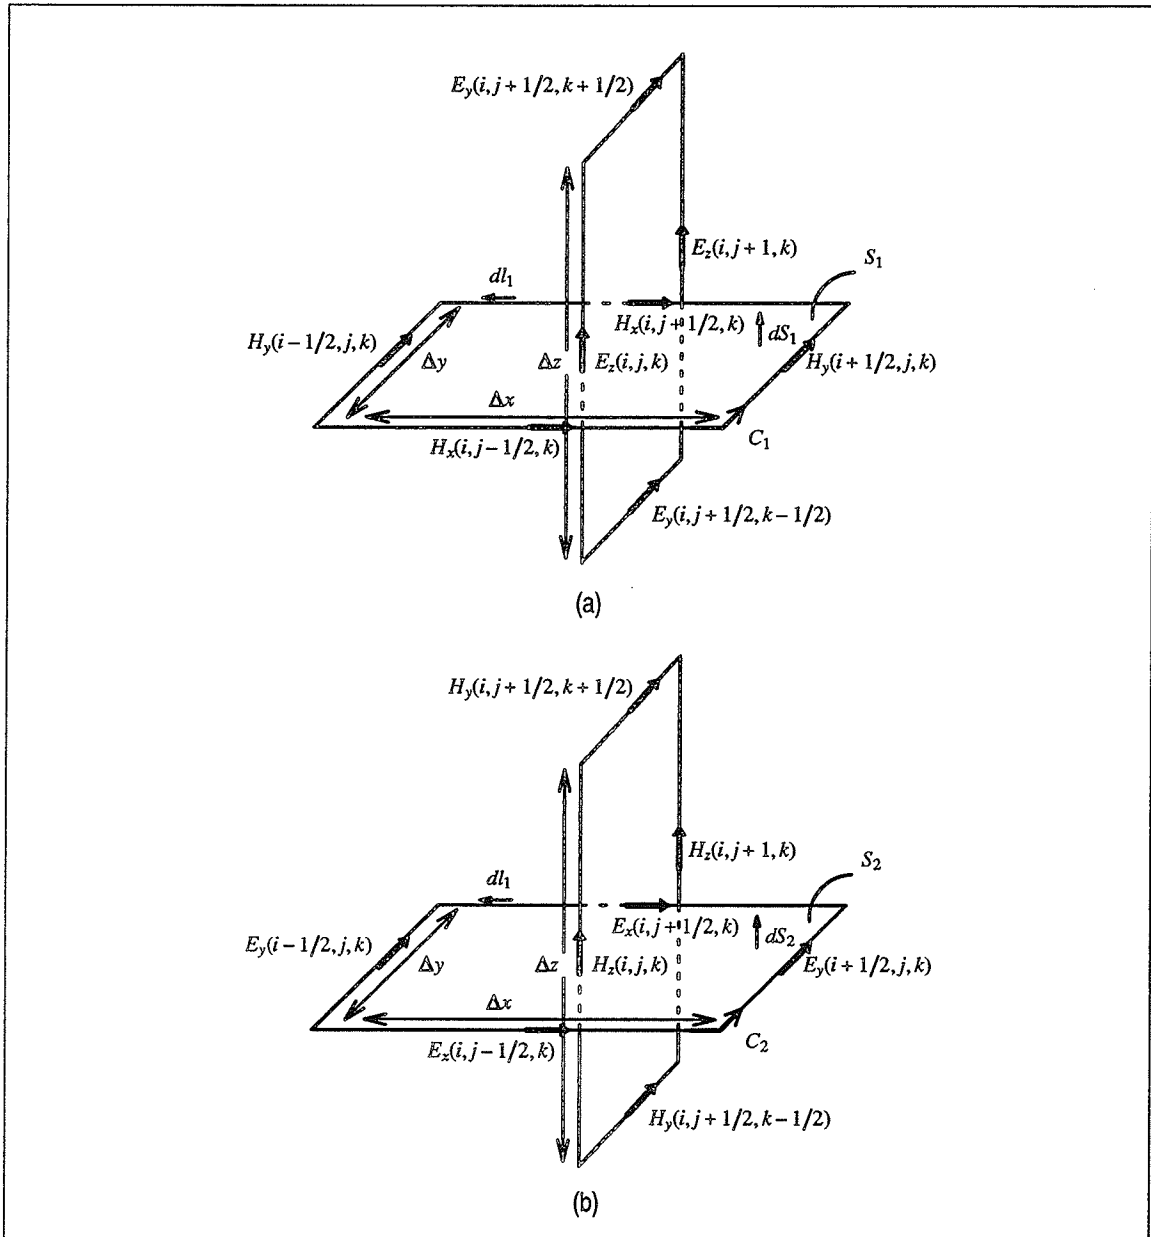 E_y(i, j + 1/2, k + 1/2)
E_z(i, j + 1, k)
S_1
dl_1
H_x(i, j + 1/2, k)
dS_1
H_y(i − 1/2, j, k)
Δy
Δz
E_z(i, j, k)
H_y(i + 1/2, j, k)
Δx
H_x(i, j − 1/2, k)
C_1
E_y(i, j + 1/2, k − 1/2)
(a)
H_y(i, j + 1/2, k + 1/2)
H_z(i, j + 1, k)
S_2
dl_1
E_x(i, j + 1/2, k)
dS_2
E_y(i − 1/2, j, k)
Δy
Δz
H_z(i, j, k)
E_y(i + 1/2, j, k)
Δx
E_x(i, j − 1/2, k)
C_2
H_y(i, j + 1/2, k − 1/2)
(b)